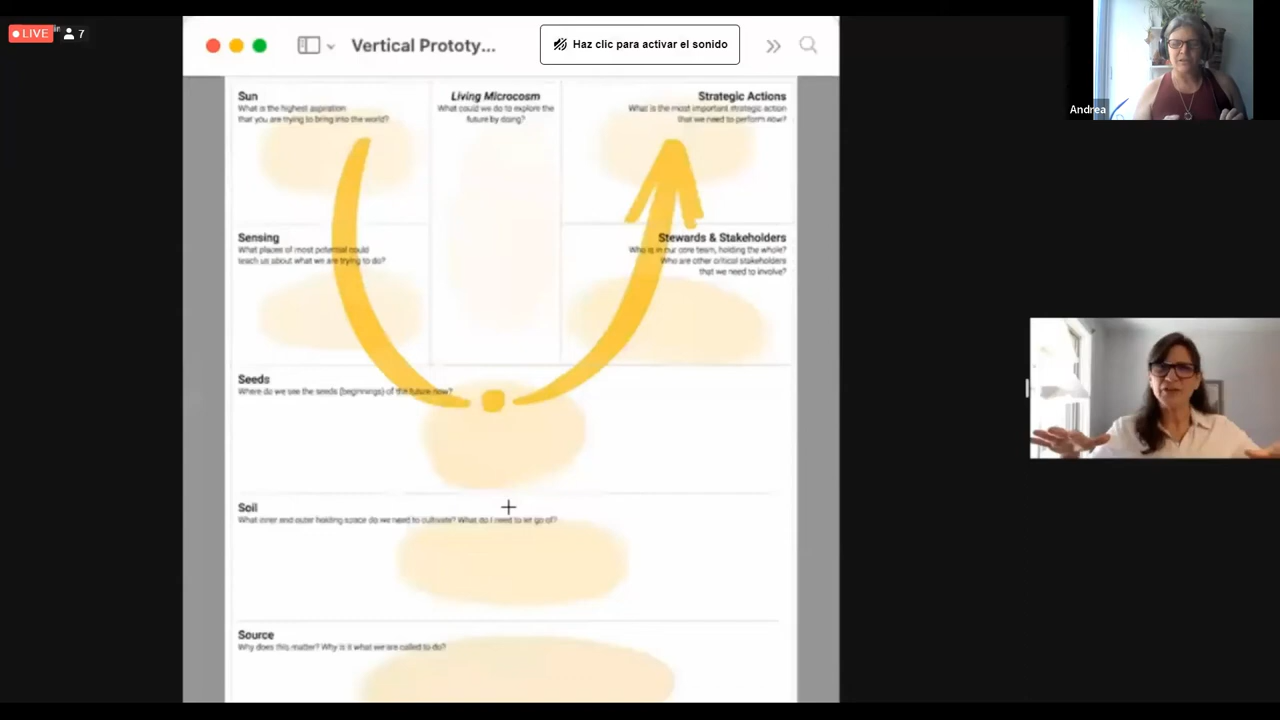 LIVE
7
Vertical Prototy...
Haz clic para activar el sonido
Andrea
Sun
What is the highest aspiration
that you are trying to bring into the world?
Living Microcosm
What could we do to explore the
future by doing?
Strategic Actions
What is the most important strategic action
that we need to perform now?
Sensing
What places of most potential could
teach us about what we are trying to do?
Stewards & Stakeholders
Who is in our core team, holding the whole?
Who are other critical stakeholders
that we need to involve?
Seeds
Where do we see the seeds (beginnings) of the future now?
Soil
What inner and outer holding space do we need to cultivate? What do I need to let go of?
Source
Why does this matter? Why is it what we are called to do?